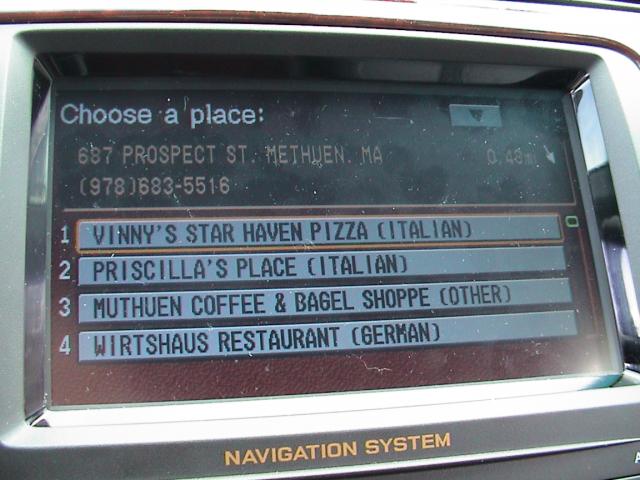 Choose a place:
687 PROSPECT ST. METHUEN, MA 0.43mi
(978)683-5516
1 VINNY'S STAR HAVEN PIZZA (ITALIAN)
2 PRISCILLA'S PLACE (ITALIAN)
3 MUTHUEN COFFEE & BAGEL SHOPPE (OTHER)
4 WIRTSHAUS RESTAURANT (GERMAN)
NAVIGATION SYSTEM